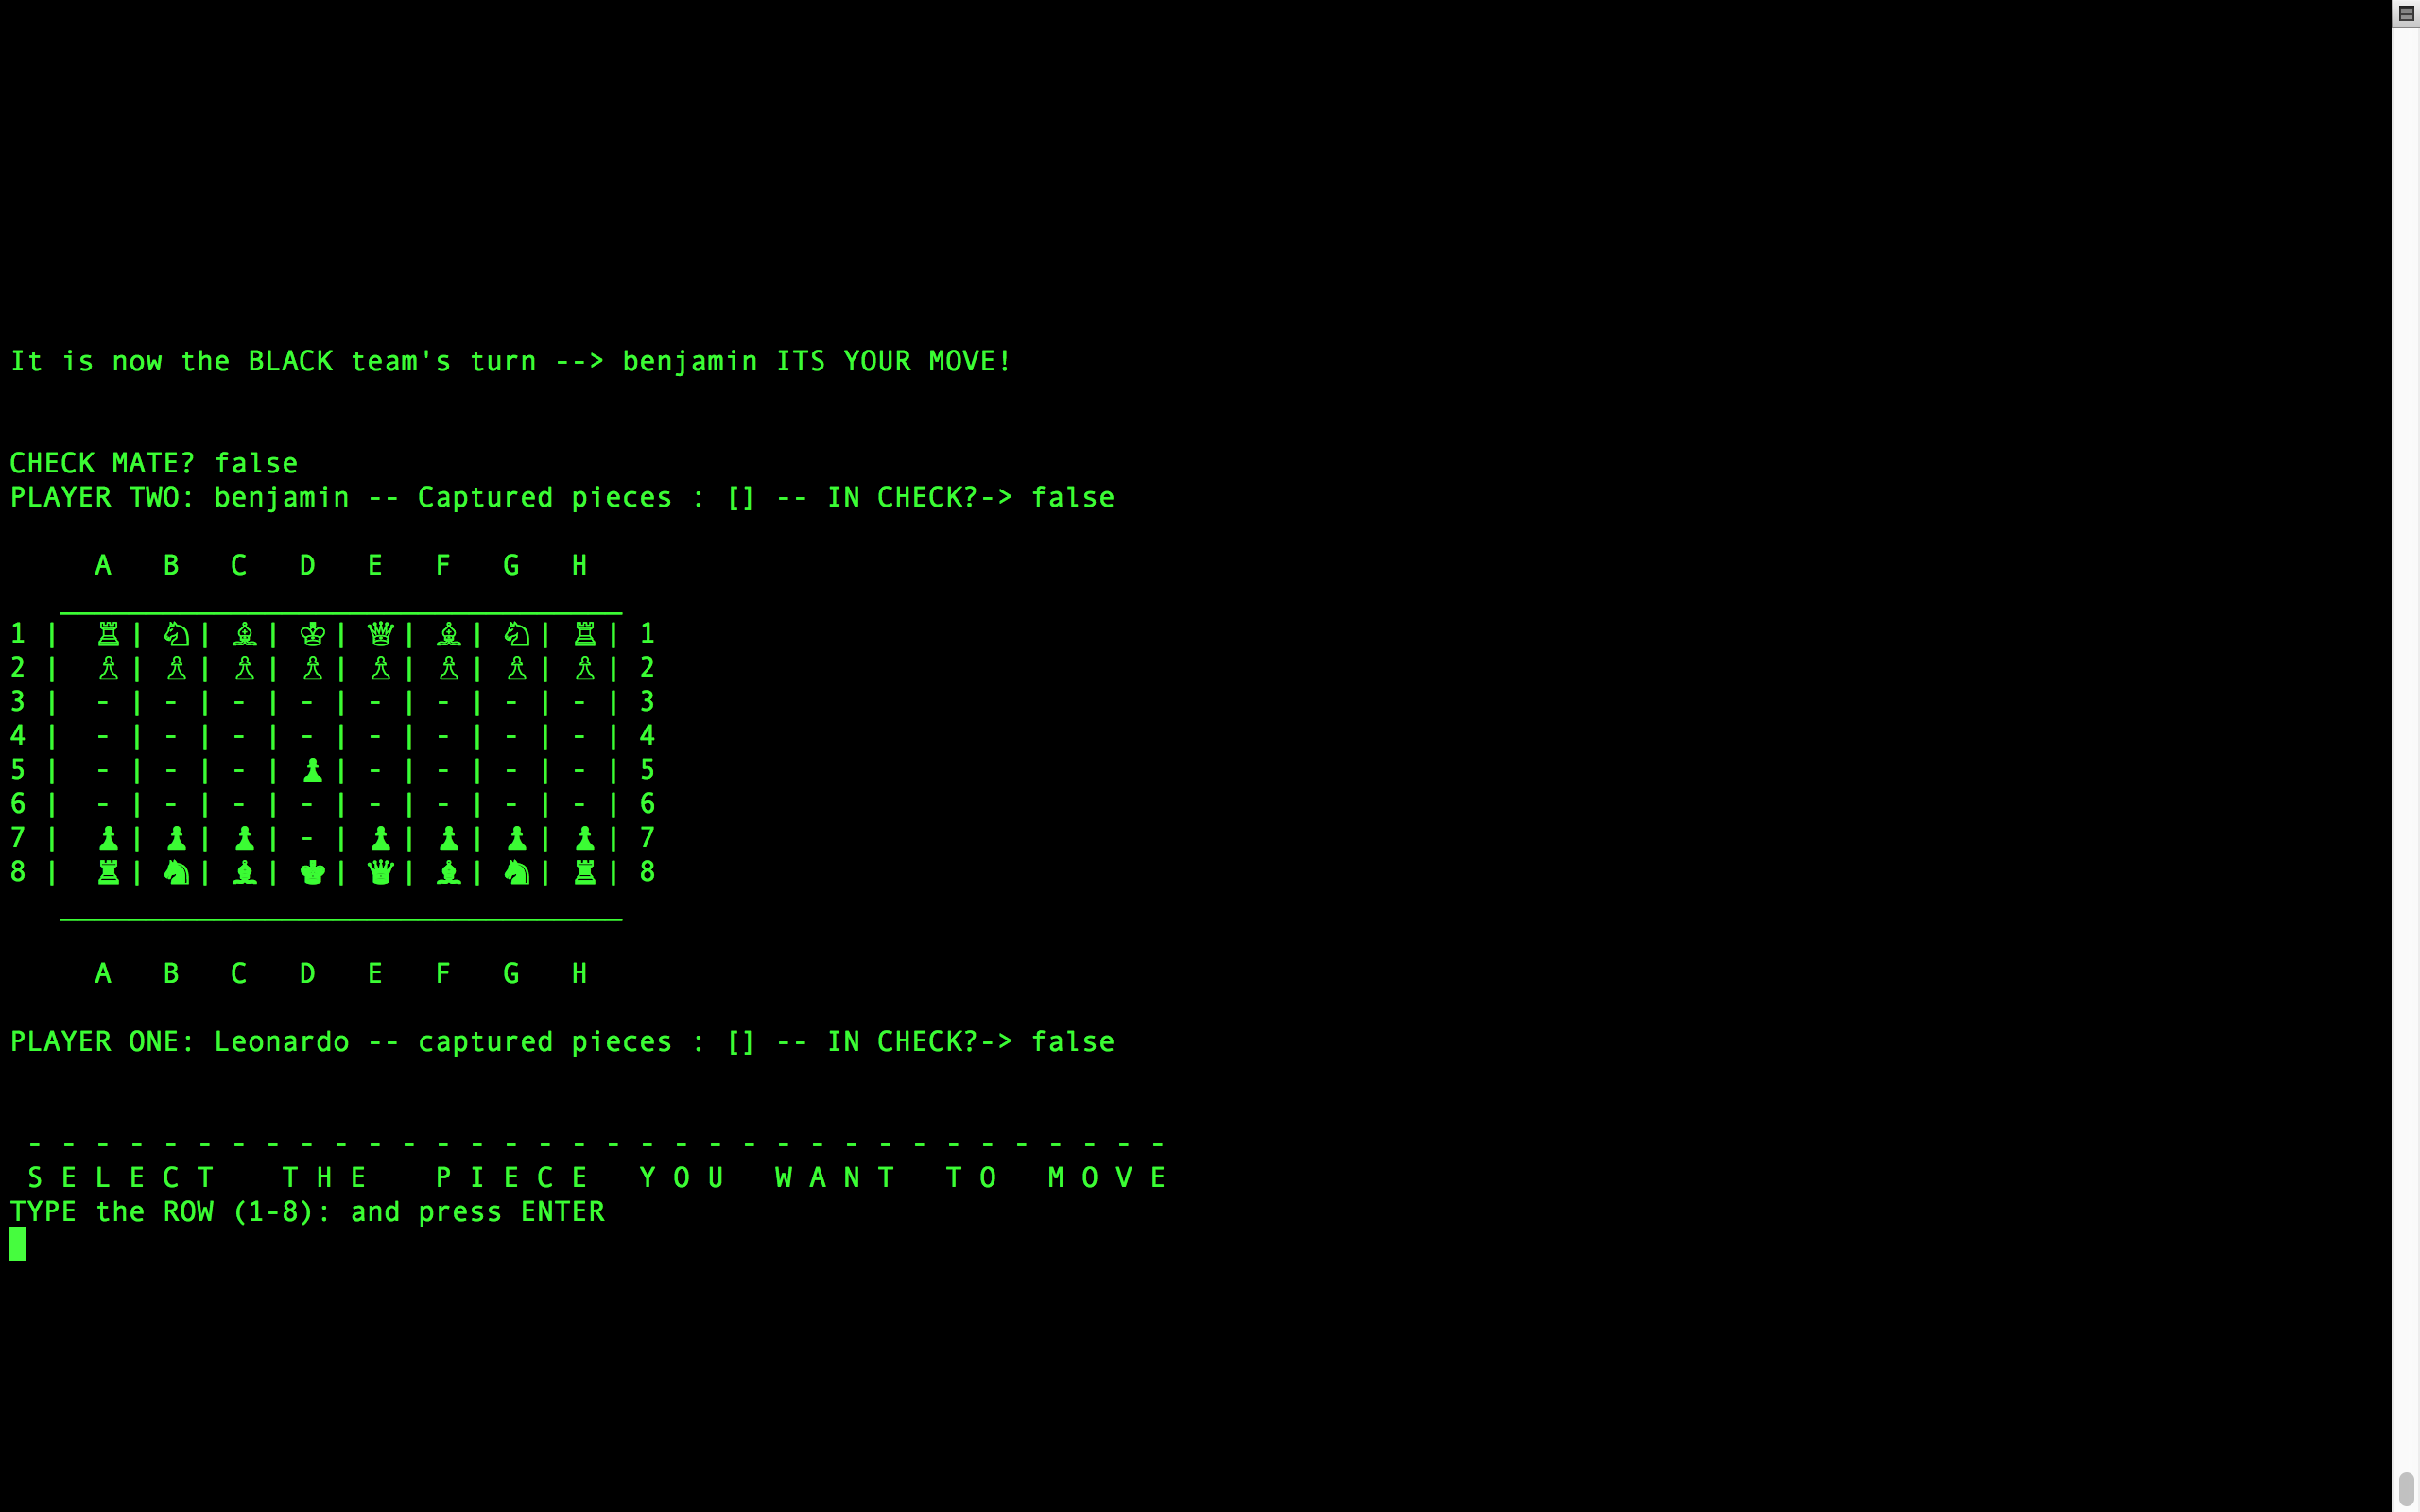 It is now the BLACK team's turn --> benjamin ITS YOUR MOVE!
CHECK MATE? false
PLAYER TWO: benjamin -- Captured pieces : [] -- IN CHECK?-> false
A B C D E F G H
1 | ♖ | ♘ | ♗ | ♔ | ♕ | ♗ | ♘ | ♖ | 1
2 | ♙ | ♙ | ♙ | ♙ | ♙ | ♙ | ♙ | ♙ | 2
3 | - | - | - | - | - | - | - | - | 3
4 | - | - | - | - | - | - | - | - | 4
5 | - | - | - | ♟ | - | - | - | - | 5
6 | - | - | - | - | - | - | - | - | 6
7 | ♟ | ♟ | ♟ | - | ♟ | ♟ | ♟ | ♟ | 7
8 | ♜ | ♞ | ♝ | ♚ | ♛ | ♝ | ♞ | ♜ | 8
A B C D E F G H
PLAYER ONE: Leonardo -- captured pieces : [] -- IN CHECK?-> false
- - - - - - - - - - - - - - - - - - - - - - - - - - - - - - - - - -
S E L E C T   T H E   P I E C E   Y O U   W A N T   T O   M O V E
TYPE the ROW (1-8): and press ENTER